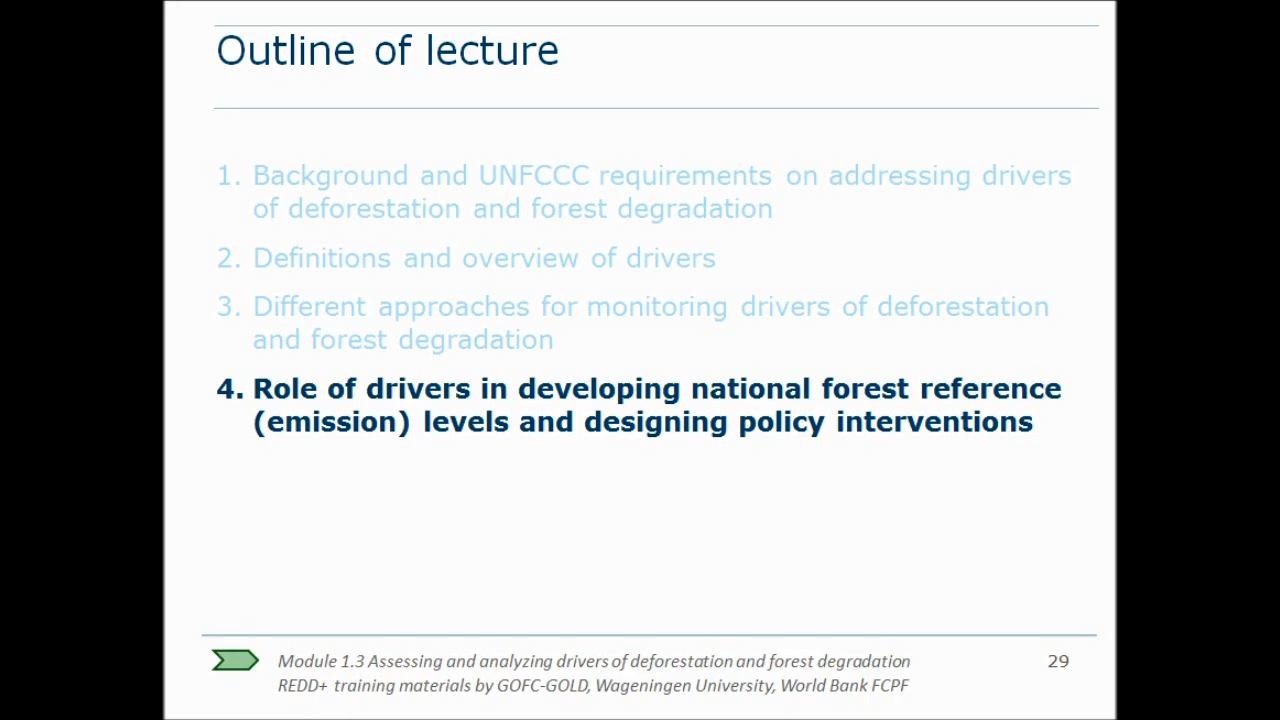 Outline of lecture
1. Background and UNFCCC requirements on addressing drivers
of deforestation and forest degradation
2. Definitions and overview of drivers
3. Different approaches for monitoring drivers of deforestation
and forest degradation
4. Role of drivers in developing national forest reference
(emission) levels and designing policy interventions
Module 1.3 Assessing and analyzing drivers of deforestation and forest degradation
REDD+ training materials by GOFC-GOLD, Wageningen University, World Bank FCPF
29